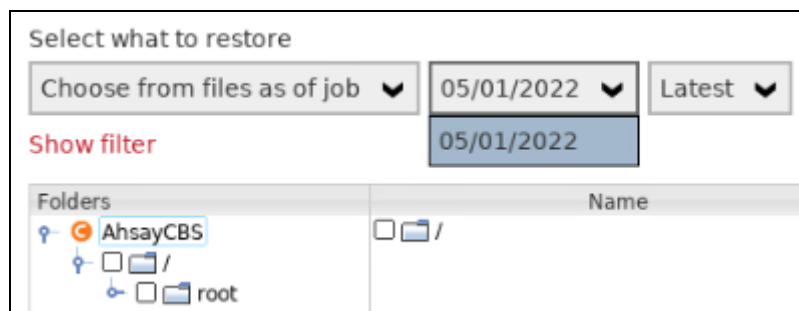 Select what to restore
Choose from files as of job 05/01/2022 Latest
Show filter 05/01/2022
Folders Name
AhsayCBS /
/
root